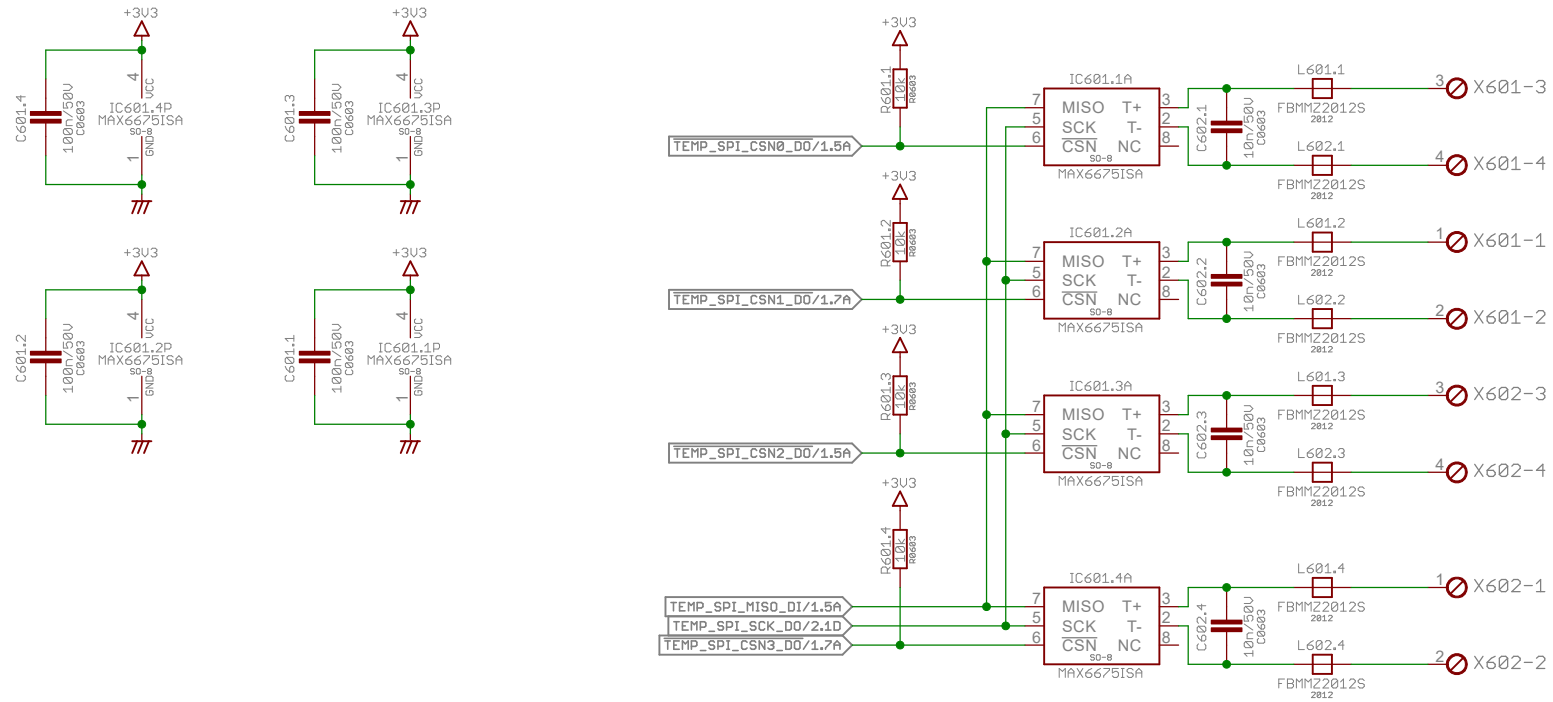 +3V3
C601.4
100n/50V
C0603
4
VCC
IC601.4P
MAX6675ISA
SO-8
GND
1
+3V3
C601.3
100n/50V
C0603
4
VCC
IC601.3P
MAX6675ISA
SO-8
GND
1
+3V3
C601.2
100n/50V
C0603
4
VCC
IC601.2P
MAX6675ISA
SO-8
GND
1
+3V3
C601.1
100n/50V
C0603
4
VCC
IC601.1P
MAX6675ISA
SO-8
GND
1
+3V3
R601.1
10k
R0603
TEMP_SPI_CSN0_DO/1.5A
IC601.1A
7 MISO T+ 3
5 SCK T- 2
6 CSN NC 8
SO-8
MAX6675ISA
C602.1
10n/50V
C0603
L601.1
FBMMZ2012S
2012
3 X601-3
L602.1
FBMMZ2012S
2012
4 X601-4
+3V3
R601.2
10k
R0603
TEMP_SPI_CSN1_DO/1.7A
IC601.2A
7 MISO T+ 3
5 SCK T- 2
6 CSN NC 8
SO-8
MAX6675ISA
C602.2
10n/50V
C0603
L601.2
FBMMZ2012S
2012
1 X601-1
L602.2
FBMMZ2012S
2012
2 X601-2
+3V3
R601.3
10k
R0603
TEMP_SPI_CSN2_DO/1.5A
IC601.3A
7 MISO T+ 3
5 SCK T- 2
6 CSN NC 8
SO-8
MAX6675ISA
C602.3
10n/50V
C0603
L601.3
FBMMZ2012S
2012
3 X602-3
L602.3
FBMMZ2012S
2012
4 X602-4
+3V3
R601.4
10k
R0603
TEMP_SPI_MISO_DI/1.5A
TEMP_SPI_SCK_DO/2.1D
TEMP_SPI_CSN3_DO/1.7A
IC601.4A
7 MISO T+ 3
5 SCK T- 2
6 CSN NC 8
SO-8
MAX6675ISA
C602.4
10n/50V
C0603
L601.4
FBMMZ2012S
2012
1 X602-1
L602.4
FBMMZ2012S
2012
2 X602-2